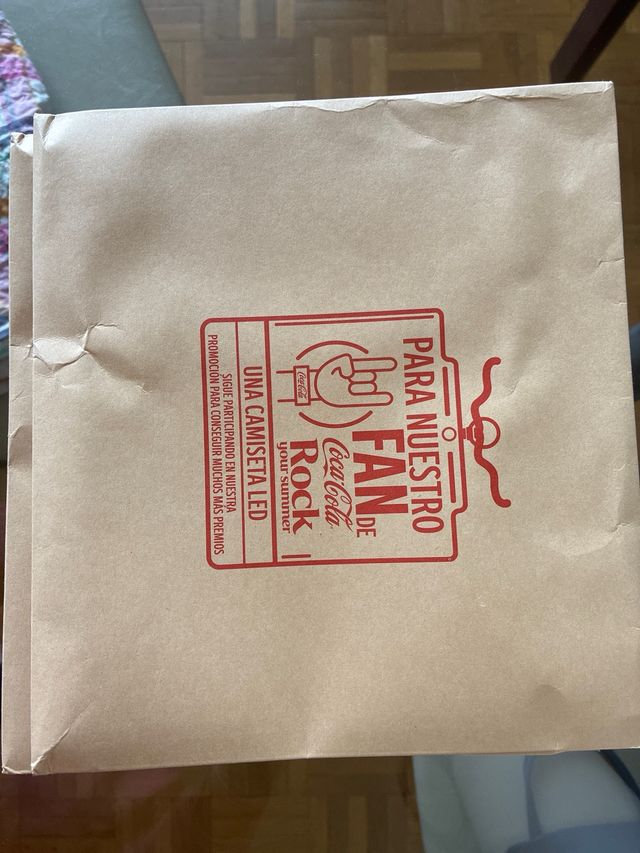 PARA NUESTRO
FAN DE
Coca-Cola
Rock
your summer
Coca-Cola
UNA CAMISETA LED
SIGUE PARTICIPANDO EN NUESTRA
PROMOCIÓN PARA CONSEGUIR MUCHOS MÁS PREMIOS